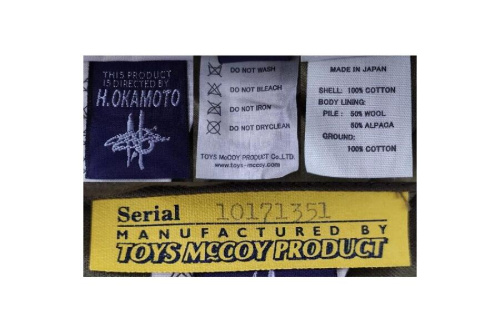 THIS PRODUCT
IS DIRECTED BY
H.OKAMOTO
DO NOT WASH
DO NOT BLEACH
DO NOT IRON
DO NOT DRYCLEAN
TOYS McCOY PRODUCT Co.,LTD.
www.toys-mccoy.com
MADE IN JAPAN
SHELL: 100% COTTON
BODY LINING:
PILE: 50% WOOL
50% ALPACA
GROUND:
100% COTTON
Serial 10171351
MANUFACTURED BY
TOYS McCOY PRODUCT